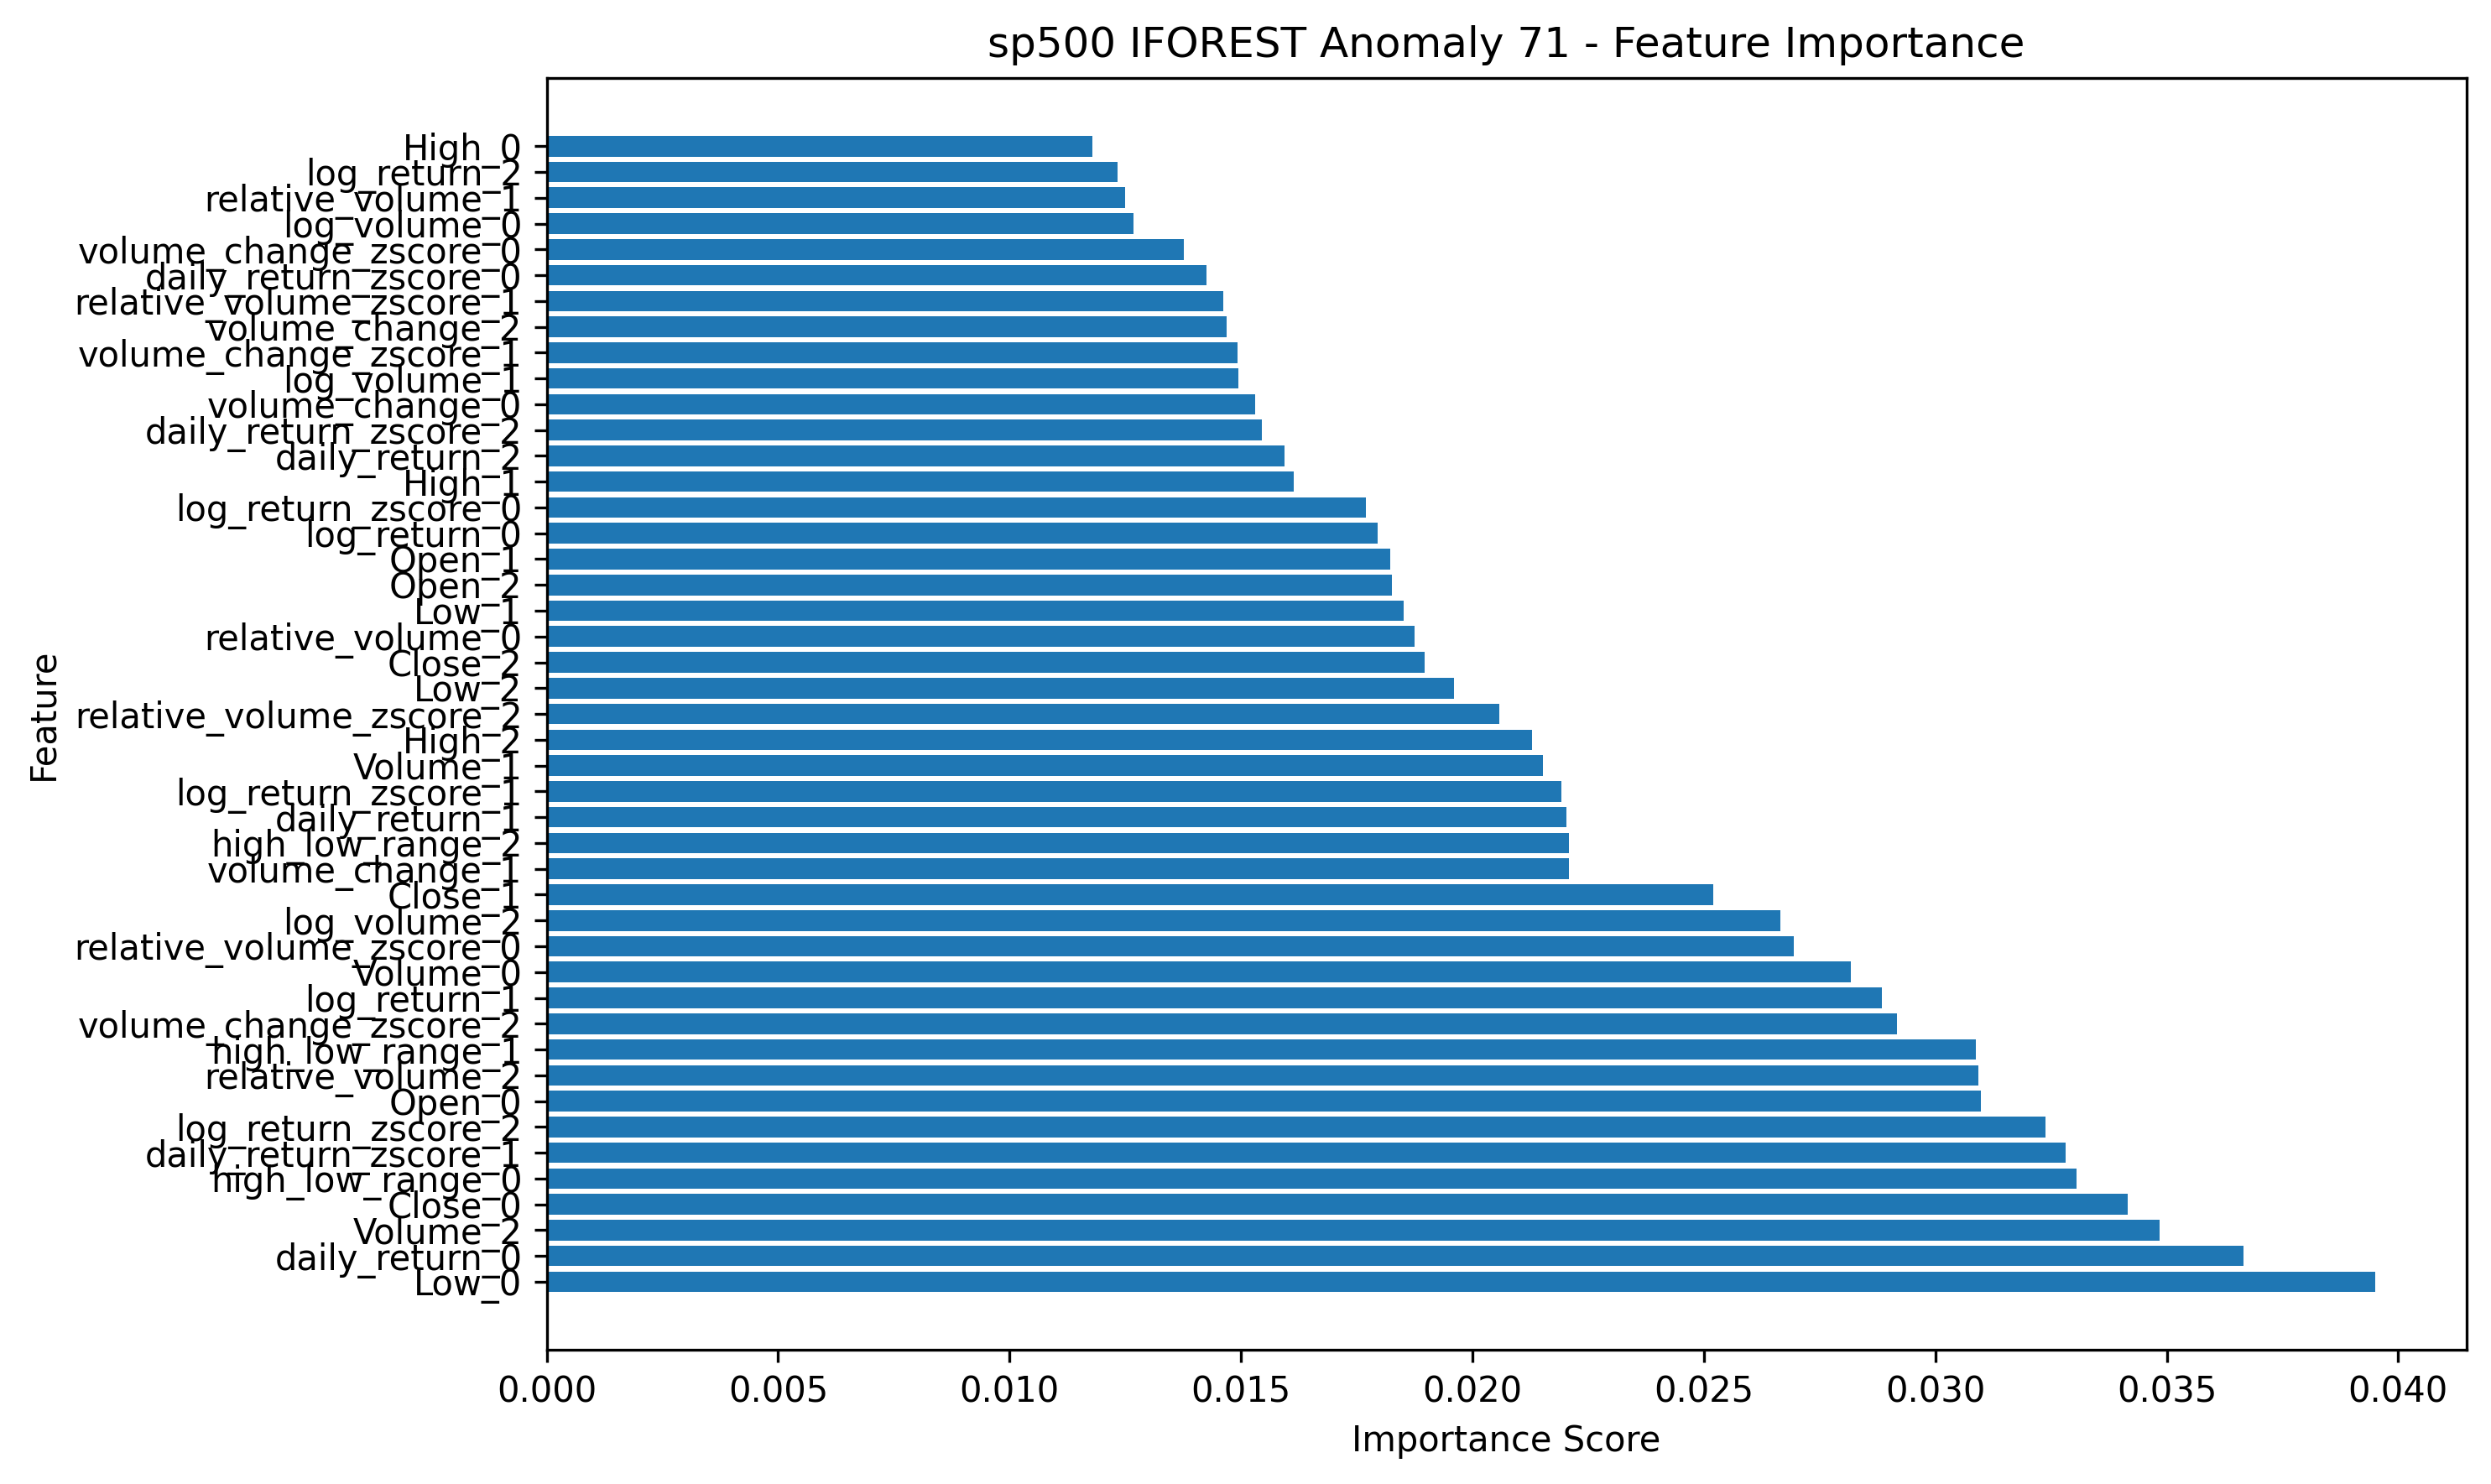 sp500 IFOREST Anomaly 71 - Feature Importance
High_0
log_return_2
relative_volume_1
log_volume_0
volume_change_zscore_0
daily_return_zscore_0
relative_volume_zscore_1
volume_change_2
volume_change_zscore_1
log_volume_1
volume_change_0
daily_return_zscore_2
daily_return_2
High_1
log_return_zscore_0
log_return_0
Open_1
Open_2
Low_1
relative_volume_0
Close_2
Low_2
relative_volume_zscore_2
High_2
Volume_1
log_return_zscore_1
daily_return_1
high_low_range_2
volume_change_1
Close_1
log_volume_2
relative_volume_zscore_0
Volume_0
log_return_1
volume_change_zscore_2
high_low_range_1
relative_volume_2
Open_0
log_return_zscore_2
daily_return_zscore_1
high_low_range_0
Close_0
Volume_2
daily_return_0
Low_0
Feature
0.000 0.005 0.010 0.015 0.020 0.025 0.030 0.035 0.040
Importance Score